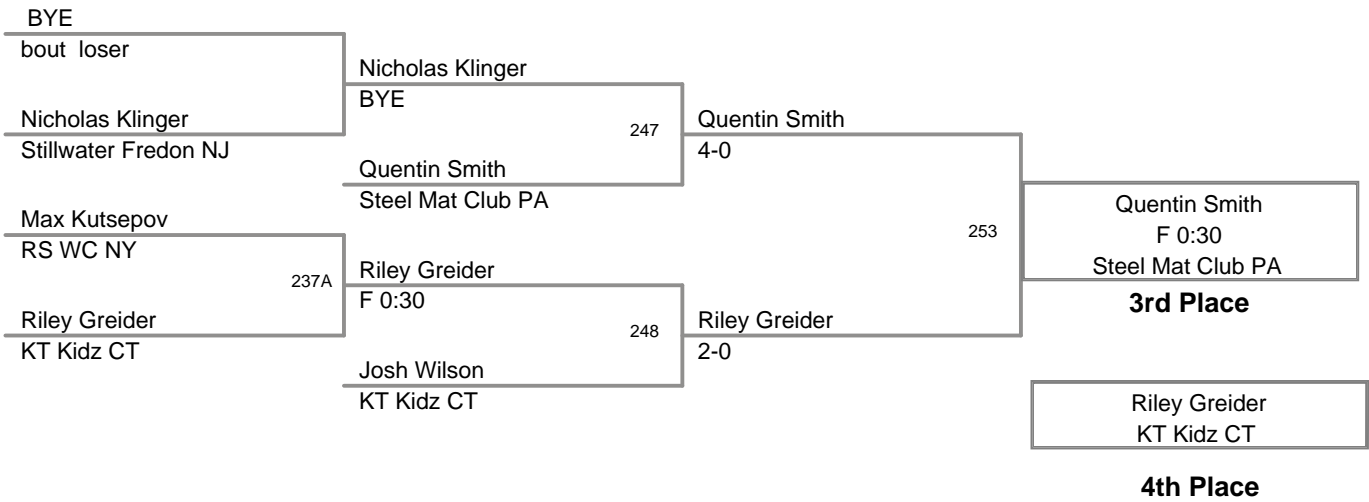 BYE
bout loser
Nicholas Klinger
BYE
Nicholas Klinger
Stillwater Fredon NJ
247
Quentin Smith
4-0
Quentin Smith
Steel Mat Club PA
Max Kutsepov
RS WC NY
237A
Riley Greider
F 0:30
Riley Greider
KT Kidz CT
248
Riley Greider
2-0
Josh Wilson
KT Kidz CT
253
Quentin Smith
F 0:30
Steel Mat Club PA
3rd Place
Riley Greider
KT Kidz CT
4th Place